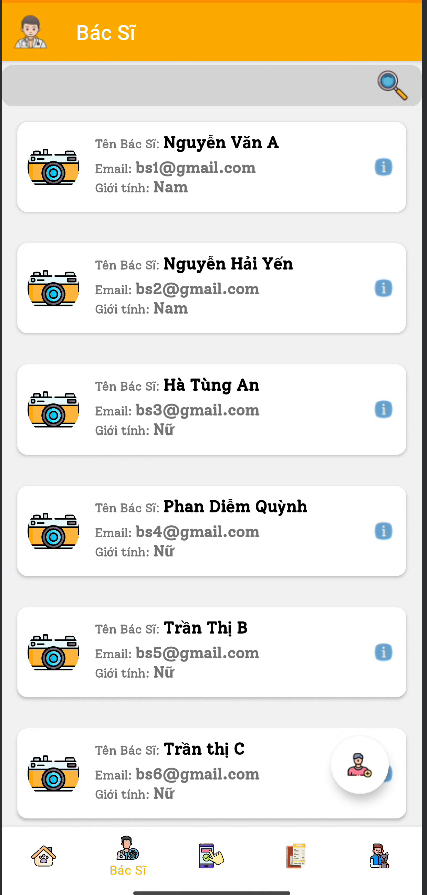 Bác Sĩ
Tên Bác Sĩ: Nguyễn Văn A
Email: bs1@gmail.com
Giới tính: Nam
Tên Bác Sĩ: Nguyễn Hải Yến
Email: bs2@gmail.com
Giới tính: Nam
Tên Bác Sĩ: Hà Tùng An
Email: bs3@gmail.com
Giới tính: Nữ
Tên Bác Sĩ: Phan Diễm Quỳnh
Email: bs4@gmail.com
Giới tính: Nữ
Tên Bác Sĩ: Trần Thị B
Email: bs5@gmail.com
Giới tính: Nữ
Tên Bác Sĩ: Trần thị C
Email: bs6@gmail.com
Giới tính: Nữ
Bác Sĩ